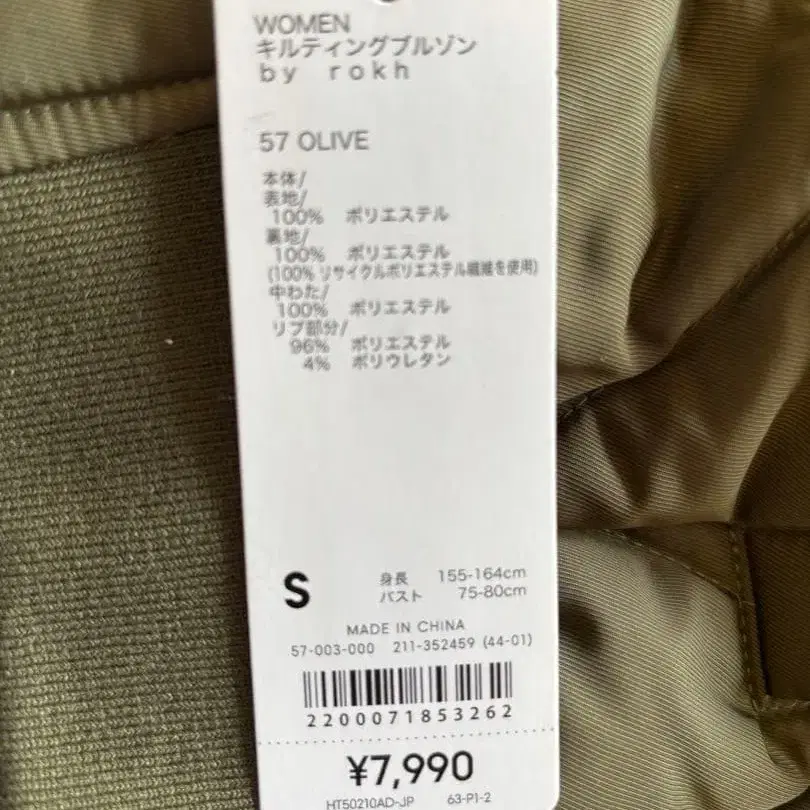 WOMEN
キルティングブルゾン
by rokh
57 OLIVE
本体/
表地/
100% ポリエステル
裏地/
100% ポリエステル
(100% リサイクルポリエステル繊維を使用)
中わた/
100% ポリエステル
リブ部分/
96% ポリエステル
4% ポリウレタン
S 身長 155-164cm
バスト 75-80cm
MADE IN CHINA
57-003-000 211-352459 (44-01)
2200071853262
¥7,990
HT50210AD-JP 63-P1-2